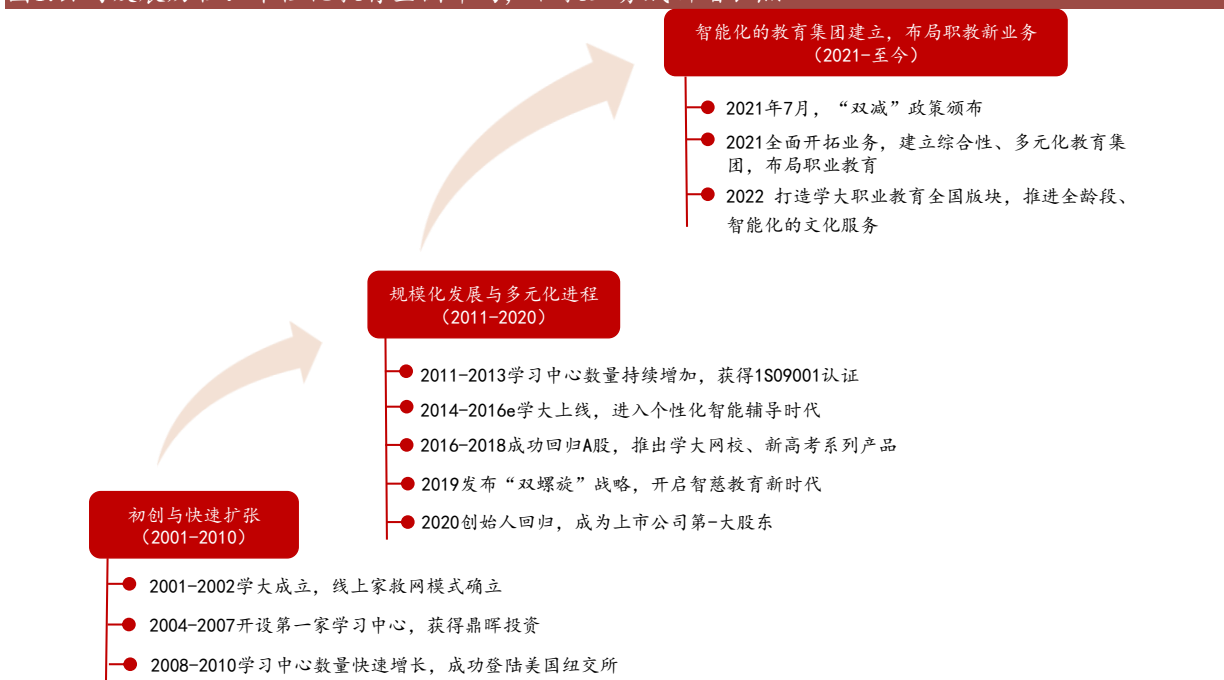 智能化的教育集团建立，布局职教新业务
（2021-至今）
2021年7月，“双减”政策颁布
2021全面开拓业务，建立综合性、多元化教育集
团，布局职业教育
2022 打造学大职业教育全国版块，推进全龄段、
智能化的文化服务
规模化发展与多元化进程
（2011-2020）
2011-2013学习中心数量持续增加，获得1S09001认证
2014-2016e学大上线，进入个性化智能辅导时代
2016-2018成功回归A股，推出学大网校、新高考系列产品
2019发布“双螺旋”战略，开启智慈教育新时代
2020创始人回归，成为上市公司第-大股东
初创与快速扩张
（2001-2010）
2001-2002学大成立，线上家救网模式确立
2004-2007开设第一家学习中心，获得鼎晖投资
2008-2010学习中心数量快速增长，成功登陆美国纽交所